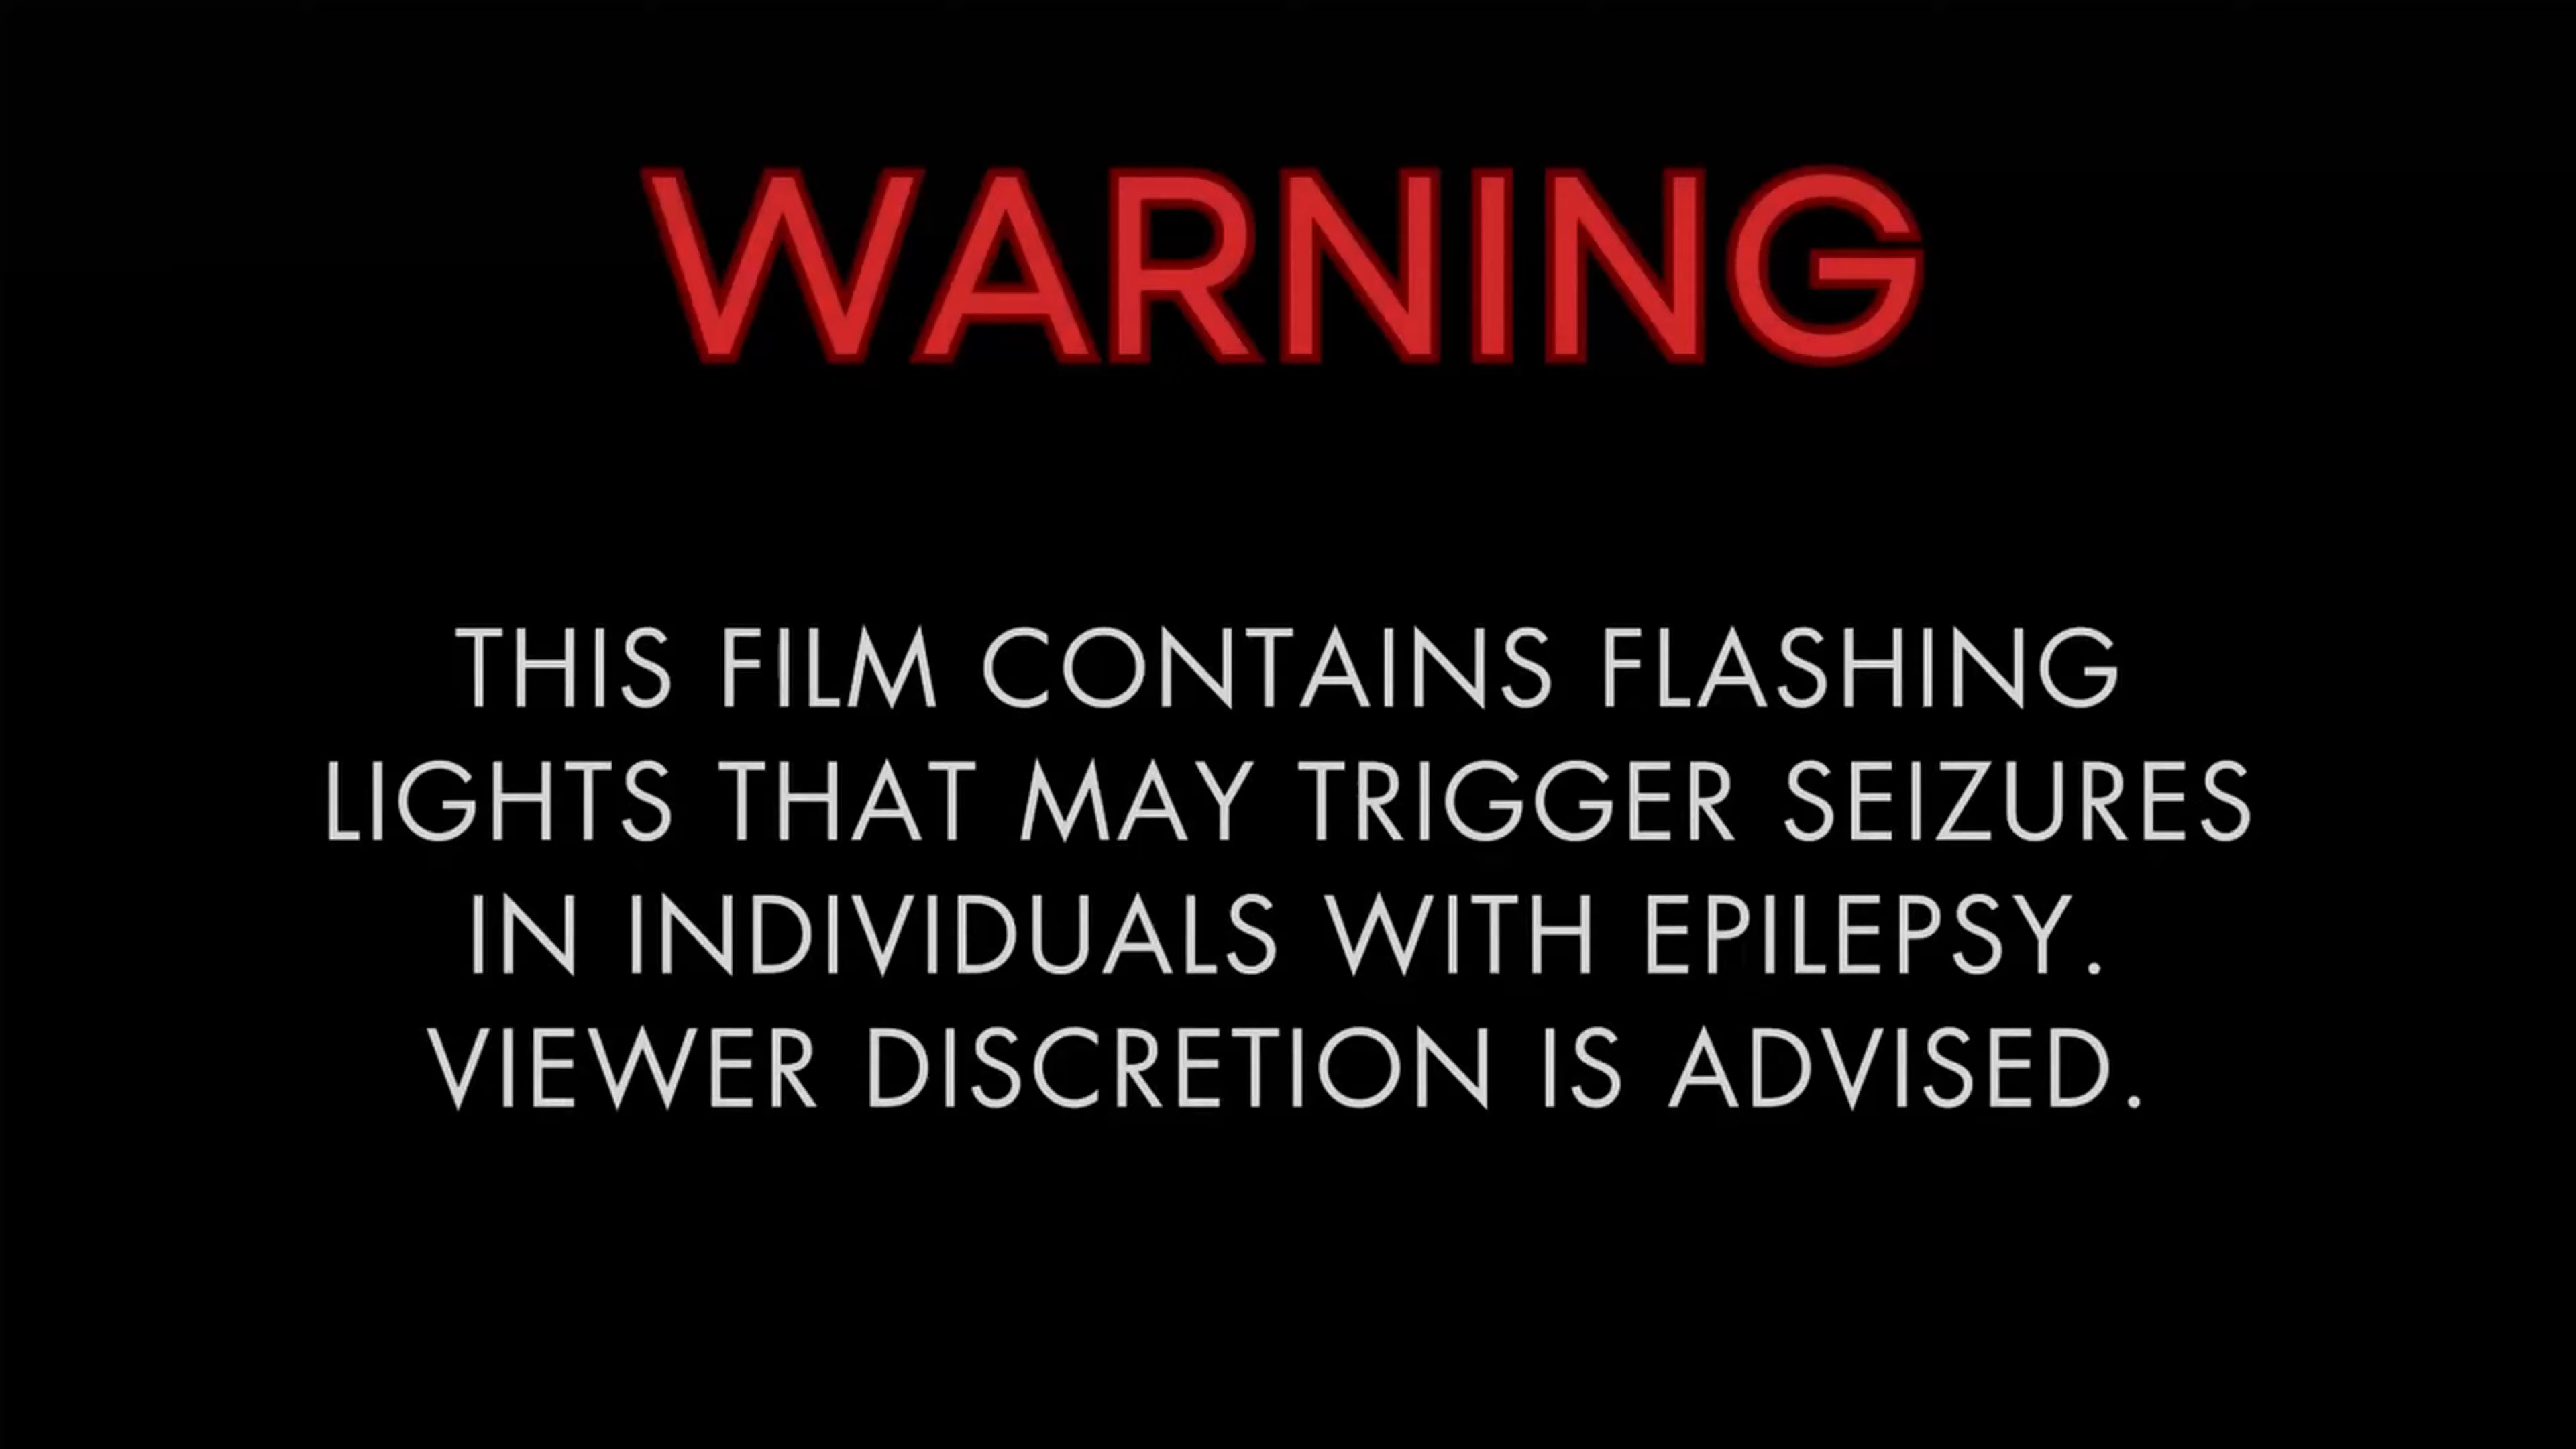 WARNING
THIS FILM CONTAINS FLASHING
LIGHTS THAT MAY TRIGGER SEIZURES
IN INDIVIDUALS WITH EPILEPSY.
VIEWER DISCRETION IS ADVISED.